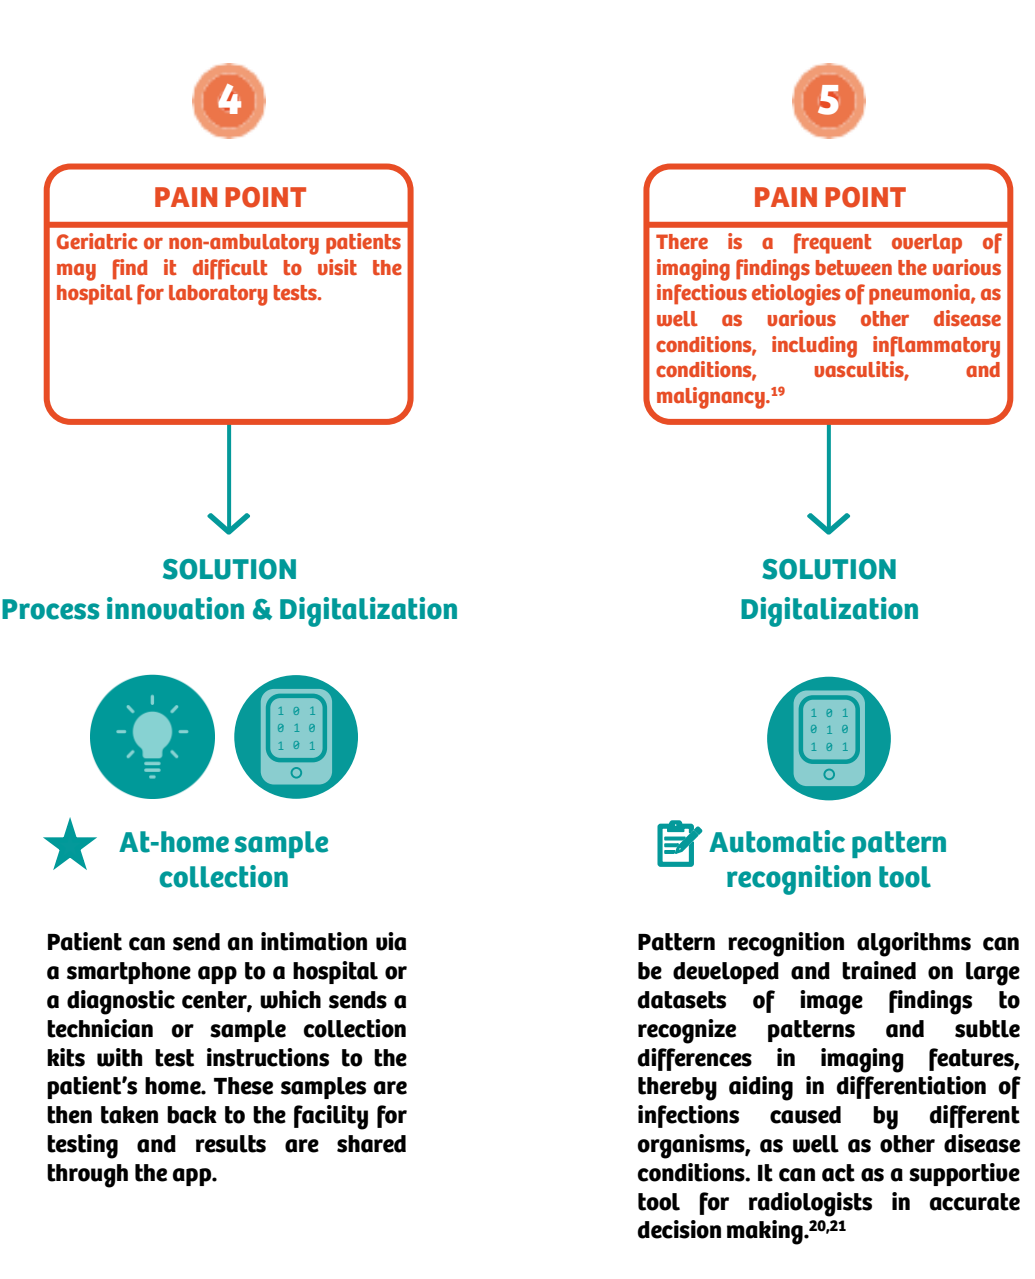 4
PAIN POINT
Geriatric or non-ambulatory patients
may find it difficult to visit the
hospital for laboratory tests.
SOLUTION
Process innovation & Digitalization
1 0 1
0 1 0
1 0 1
At-home sample
collection
Patient can send an intimation via
a smartphone app to a hospital or
a diagnostic center, which sends a
technician or sample collection
kits with test instructions to the
patient's home. These samples are
then taken back to the facility for
testing and results are shared
through the app.
5
PAIN POINT
There is a frequent overlap of
imaging findings between the various
infectious etiologies of pneumonia, as
well as various other disease
conditions, including inflammatory
conditions, vasculitis, and
malignancy.19
SOLUTION
Digitalization
1 0 1
0 1 0
1 0 1
Automatic pattern
recognition tool
Pattern recognition algorithms can
be developed and trained on large
datasets of image findings to
recognize patterns and subtle
differences in imaging features,
thereby aiding in differentiation of
infections caused by different
organisms, as well as other disease
conditions. It can act as a supportive
tool for radiologists in accurate
decision making.20,21